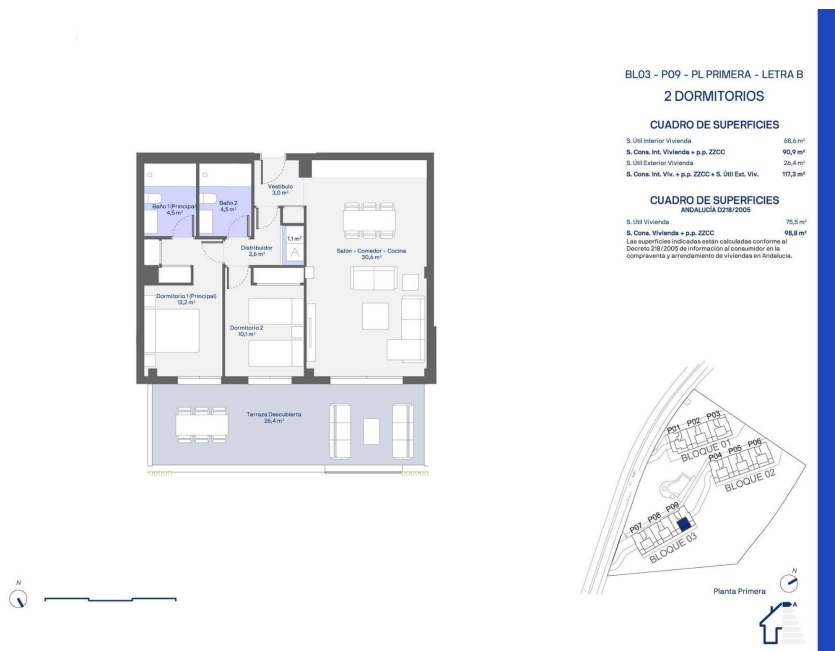 BL03 - P09 - PL PRIMERA - LETRA B
2 DORMITORIOS
CUADRO DE SUPERFICIES
S. Útil Interior Vivienda 68,6 m²
S. Cons. Int. Vivienda + p.p. ZZCC 90,9 m²
S. Útil Exterior Vivienda 26,4 m²
S. Cons. Int. Viv. + p.p. ZZCC + S. Útil Ext. Viv. 117,3 m²
CUADRO DE SUPERFICIES
ANDALUCÍA D218/2005
S. Útil Vivienda 75,5 m²
S. Cons. Vivienda + p.p. ZZCC 98,8 m²
Las superficies indicadas están calculadas conforme al
Decreto 218/2005 de información al consumidor en la
compraventa y arrendamiento de viviendas en Andalucía.
Baño 1 (Principal)
4,5 m²
Baño 2
4,5 m²
Vestíbulo
3,0 m²
Distribuidor
2,6 m²
1.1 m²
A
Salón - Comedor - Cocina
30,6 m²
Dormitorio 1 (Principal)
12,2 m²
Dormitorio 2
10,1 m²
Terraza Descubierta
26,4 m²
P01
P02
P03
BLOQUE 01
P04
P05
P06
BLOQUE 02
P07
P08
P09
BLOQUE 03
N
N
Planta Primera
A